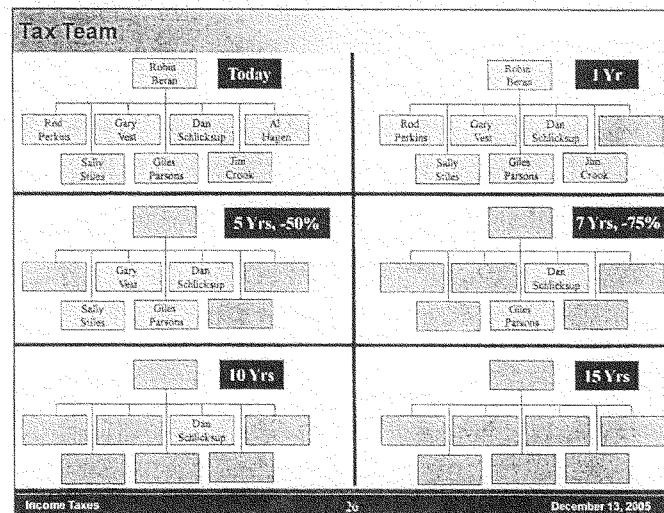 Tax Team
Robin
Beran
Today
Rod
Perkins
Gary
Vest
Dan
Schlicksup
Al
Hagen
Sally
Stiles
Giles
Parsons
Jim
Crook
Robin
Beran
1 Yr
Rod
Perkins
Gary
Vest
Dan
Schlicksup
Sally
Stiles
Giles
Parsons
Jim
Crook
5 Yrs, -50%
Gary
Vest
Dan
Schlicksup
Sally
Stiles
Giles
Parsons
7 Yrs, -75%
Dan
Schlicksup
Giles
Parsons
10 Yrs
Dan
Schlicksup
15 Yrs
Income Taxes
26
December 13, 2005